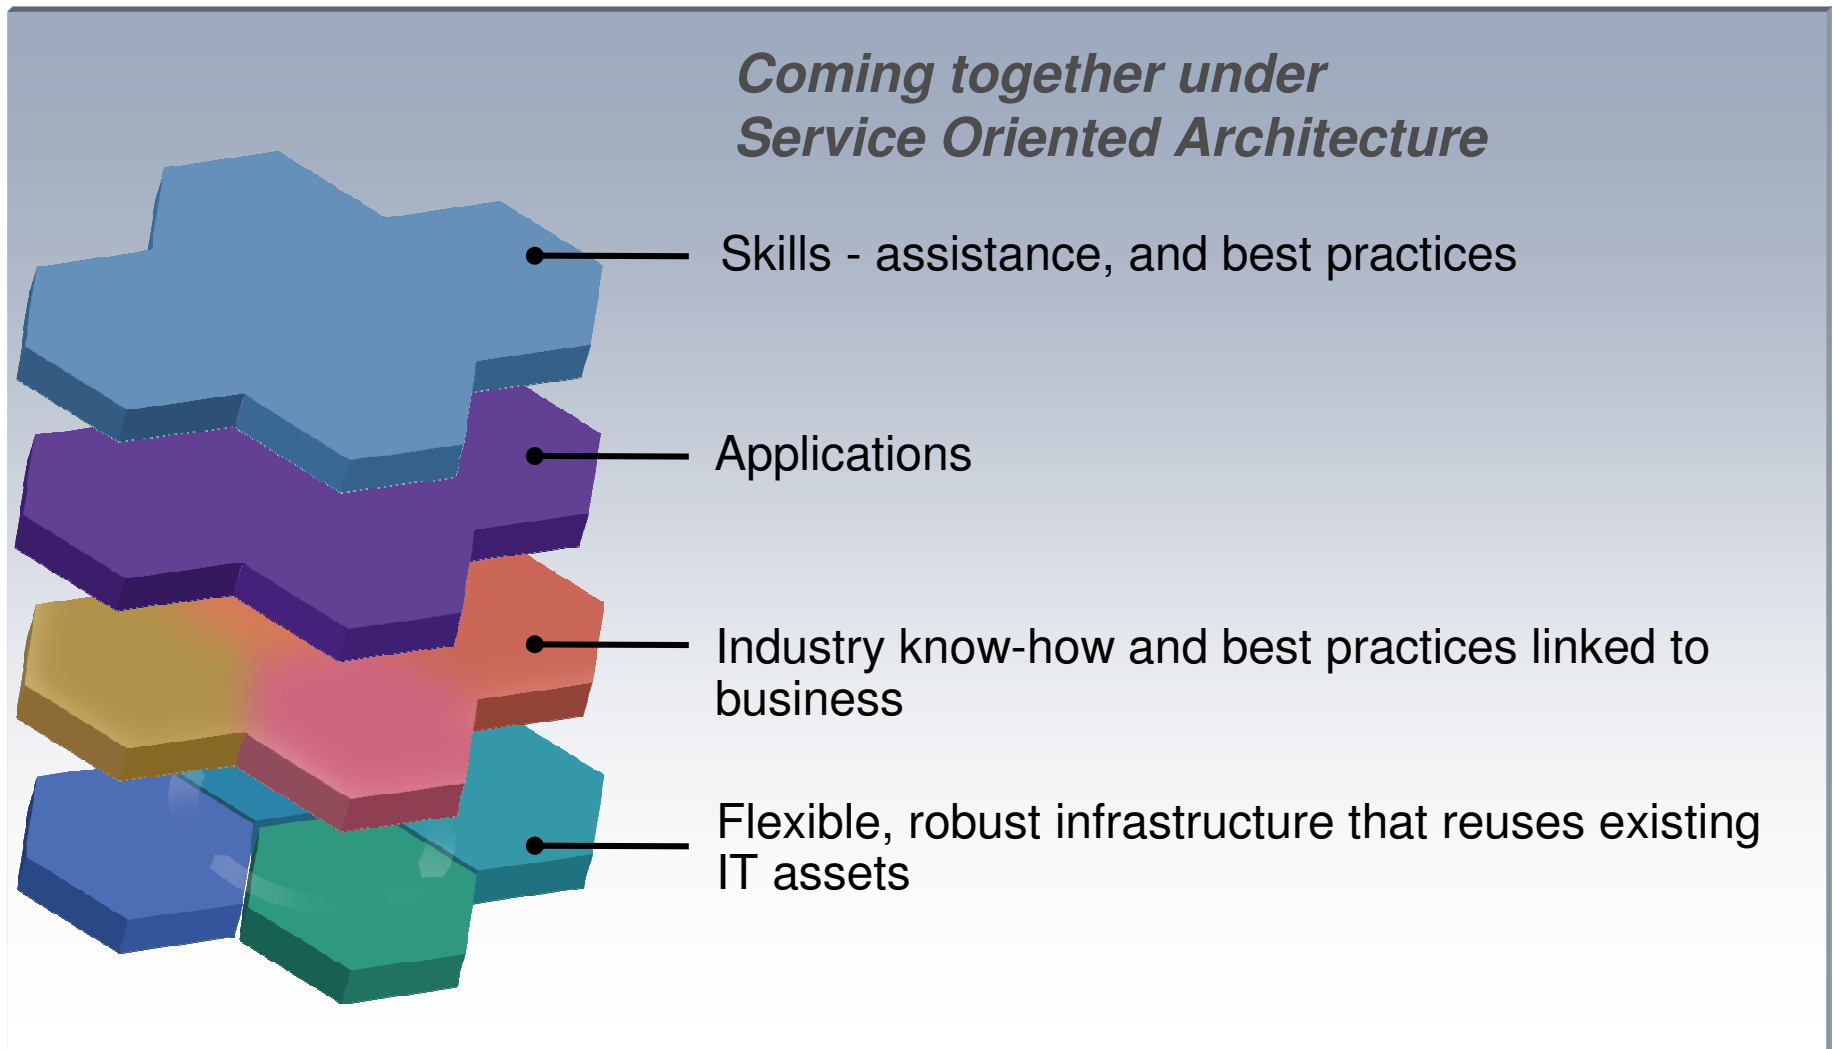 Coming together under
Service Oriented Architecture
Skills - assistance, and best practices
Applications
Industry know-how and best practices linked to
business
Flexible, robust infrastructure that reuses existing
IT assets